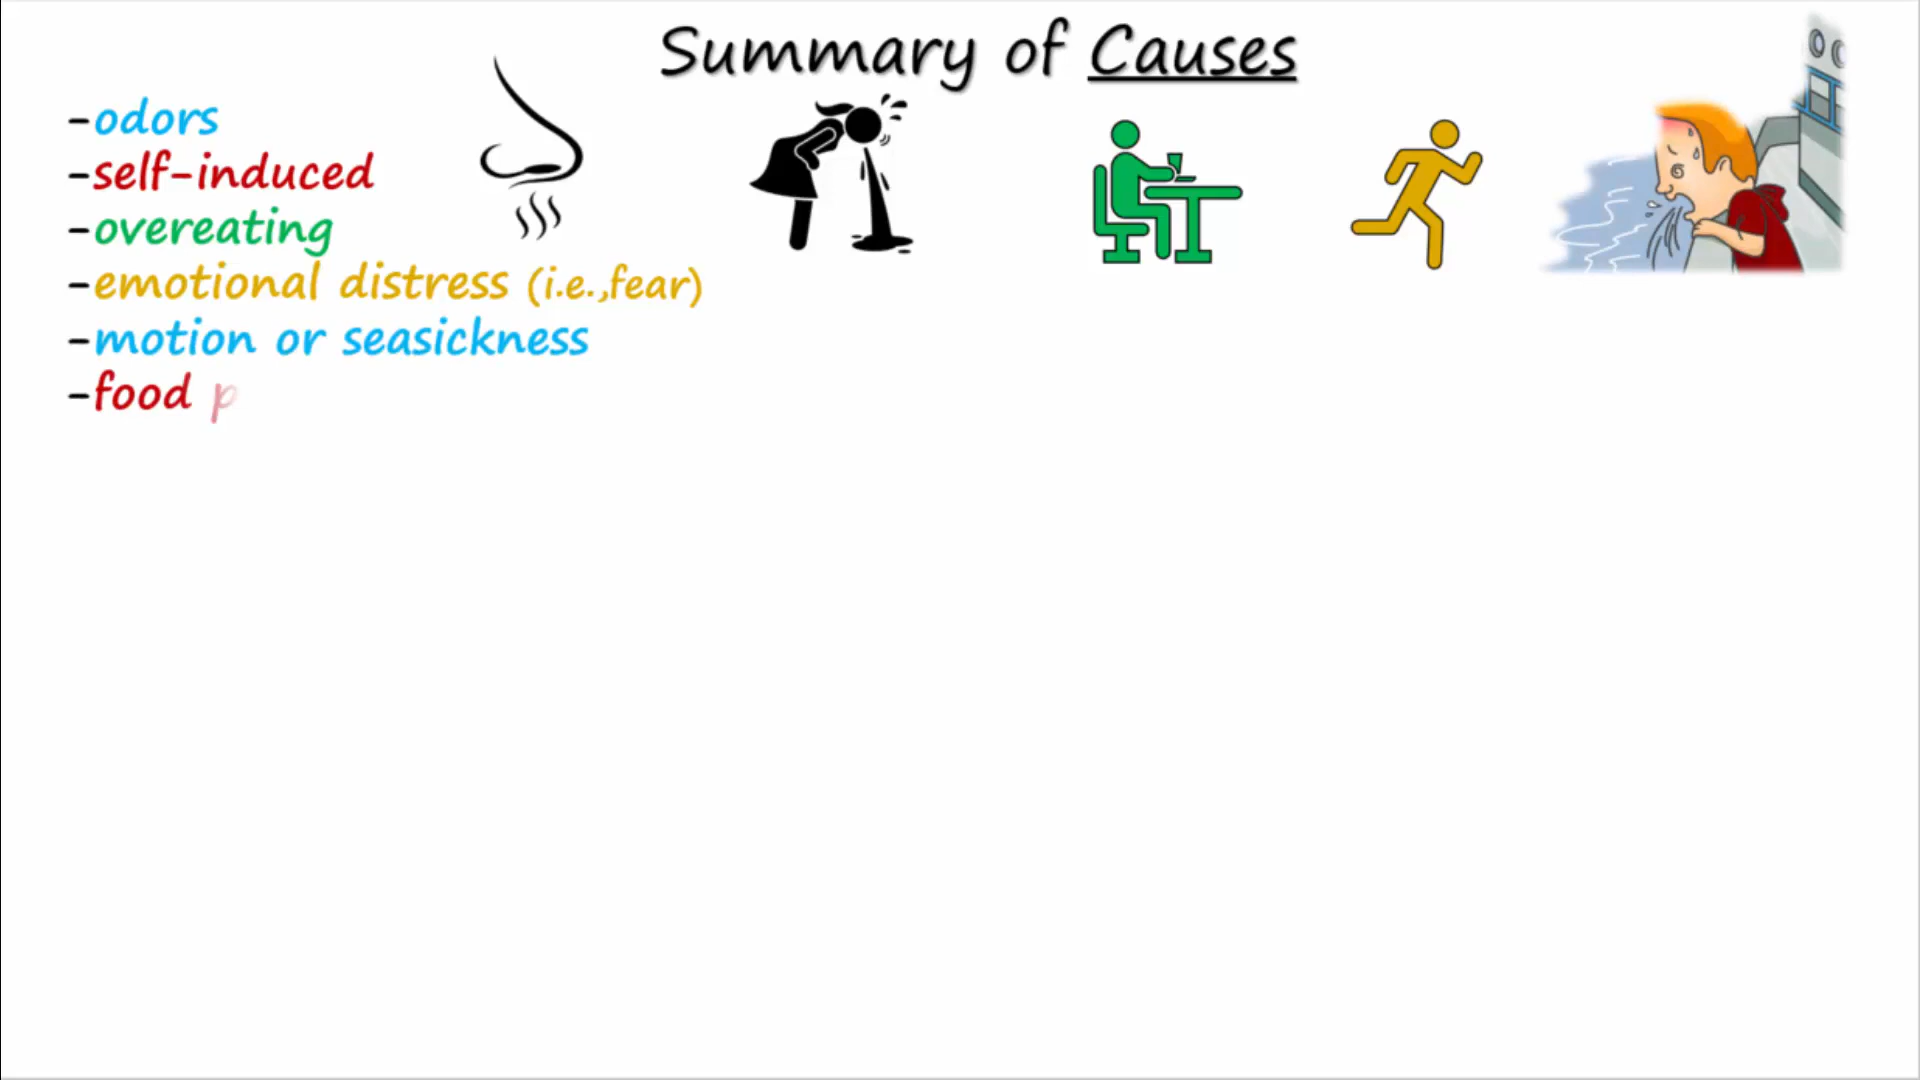 Summary of Causes
-odors
-self-induced
-overeating
-emotional distress (i.e.,fear)
-motion or seasickness
-food p